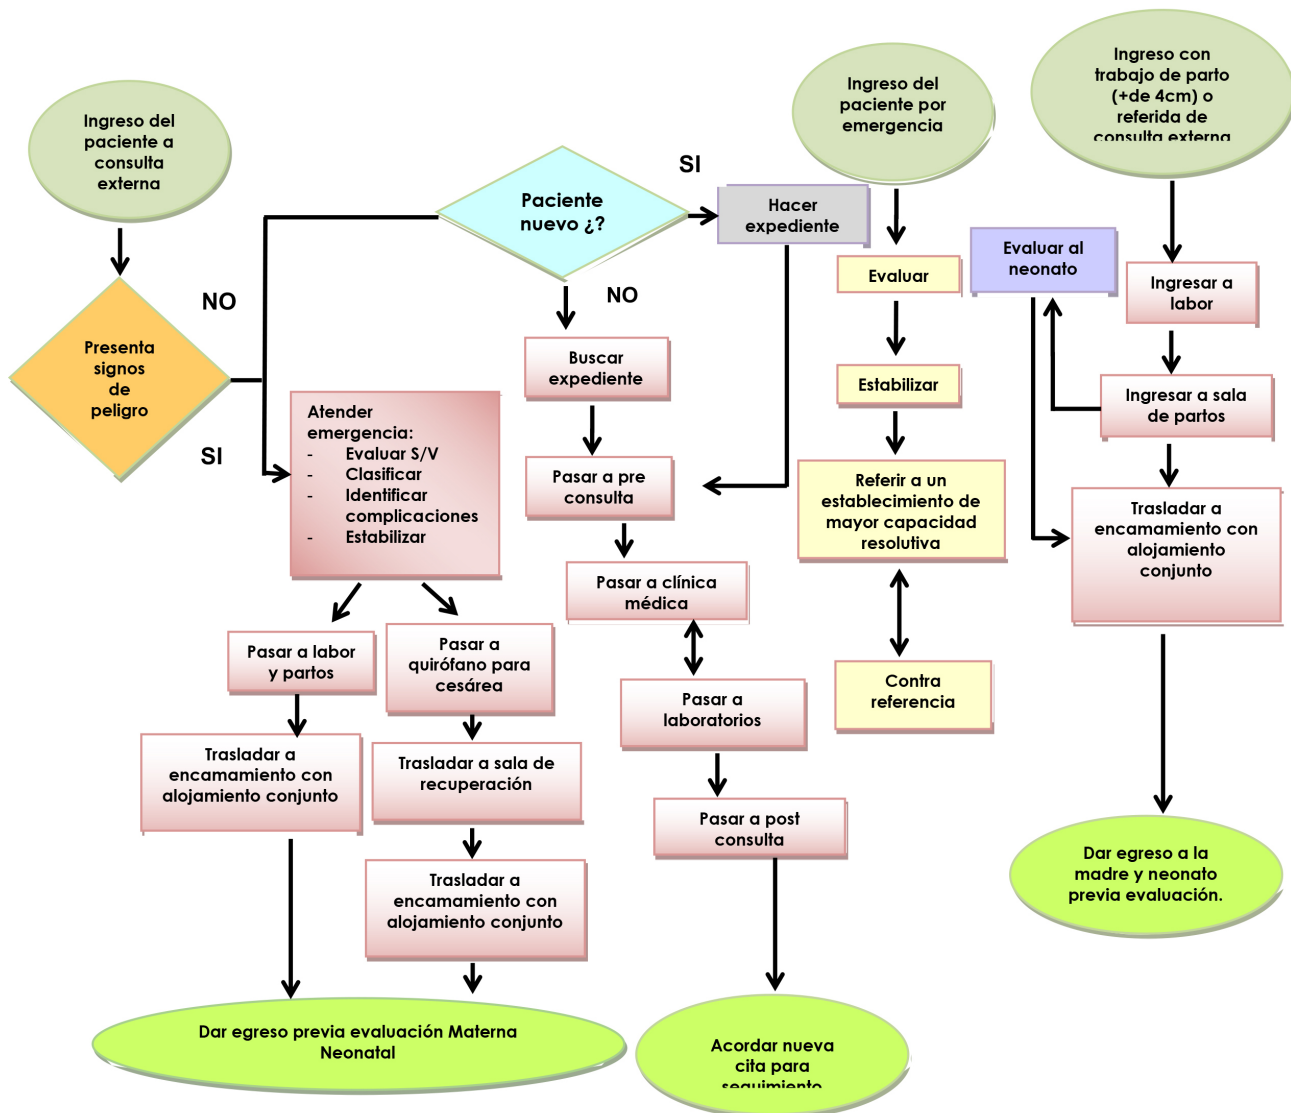 Ingreso del
paciente a
consulta
externa
Presenta
signos
de
peligro
NO
SI
Paciente
nuevo ¿?
SI
NO
Hacer
expediente
Buscar
expediente
Pasar a pre
consulta
Pasar a clínica
médica
Pasar a
laboratorios
Pasar a post
consulta
Acordar nueva
cita para
seguimiento
Atender
emergencia:
- Evaluar S/V
- Clasificar
- Identificar
complicaciones
- Estabilizar
Pasar a labor
y partos
Trasladar a
encamamiento con
alojamiento conjunto
Pasar a
quirófano para
cesárea
Trasladar a sala de
recuperación
Trasladar a
encamamiento con
alojamiento conjunto
Dar egreso previa evaluación Materna
Neonatal
Ingreso del
paciente por
emergencia
Evaluar
Estabilizar
Referir a un
establecimiento de
mayor capacidad
resolutiva
Contra
referencia
Ingreso con
trabajo de parto
(+de 4cm) o
referida de
consulta externa
Ingresar a
labor
Ingresar a sala
de partos
Evaluar al
neonato
Trasladar a
encamamiento con
alojamiento
conjunto
Dar egreso a la
madre y neonato
previa evaluación.